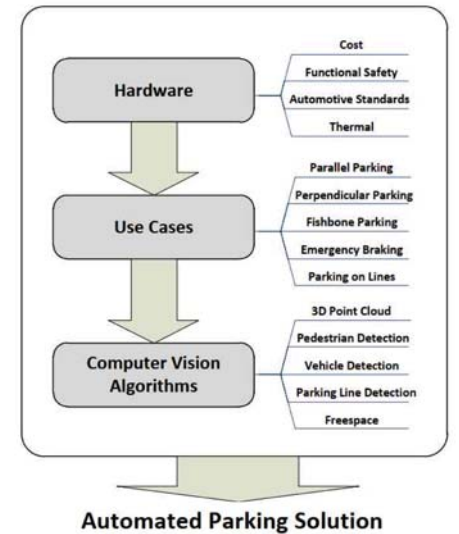 Hardware
Cost
Functional Safety
Automotive Standards
Thermal
Use Cases
Parallel Parking
Perpendicular Parking
Fishbone Parking
Emergency Braking
Parking on Lines
Computer Vision
Algorithms
3D Point Cloud
Pedestrian Detection
Vehicle Detection
Parking Line Detection
Freespace
Automated Parking Solution